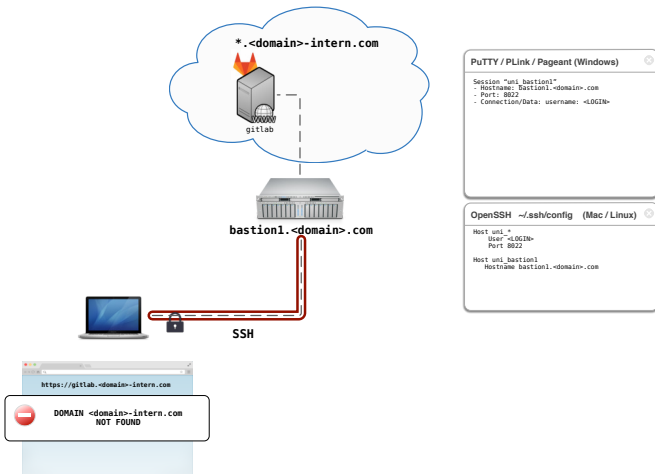 *.<domain>-intern.com
WWW
gitlab
bastion1.<domain>.com
SSH
https://gitlab.<domain>-intern.com
DOMAIN <domain>-intern.com
NOT FOUND
PuTTY / PLink / Pageant (Windows)
Session "uni_bastion1"
- Hostname: bastion1.<domain>.com
- Port: 8022
- Connection/Data: username: <LOGIN>
OpenSSH ~/.ssh/config (Mac / Linux)
Host uni_*
User <LOGIN>
Port 8022
Host uni_bastion1
Hostname bastion1.<domain>.com